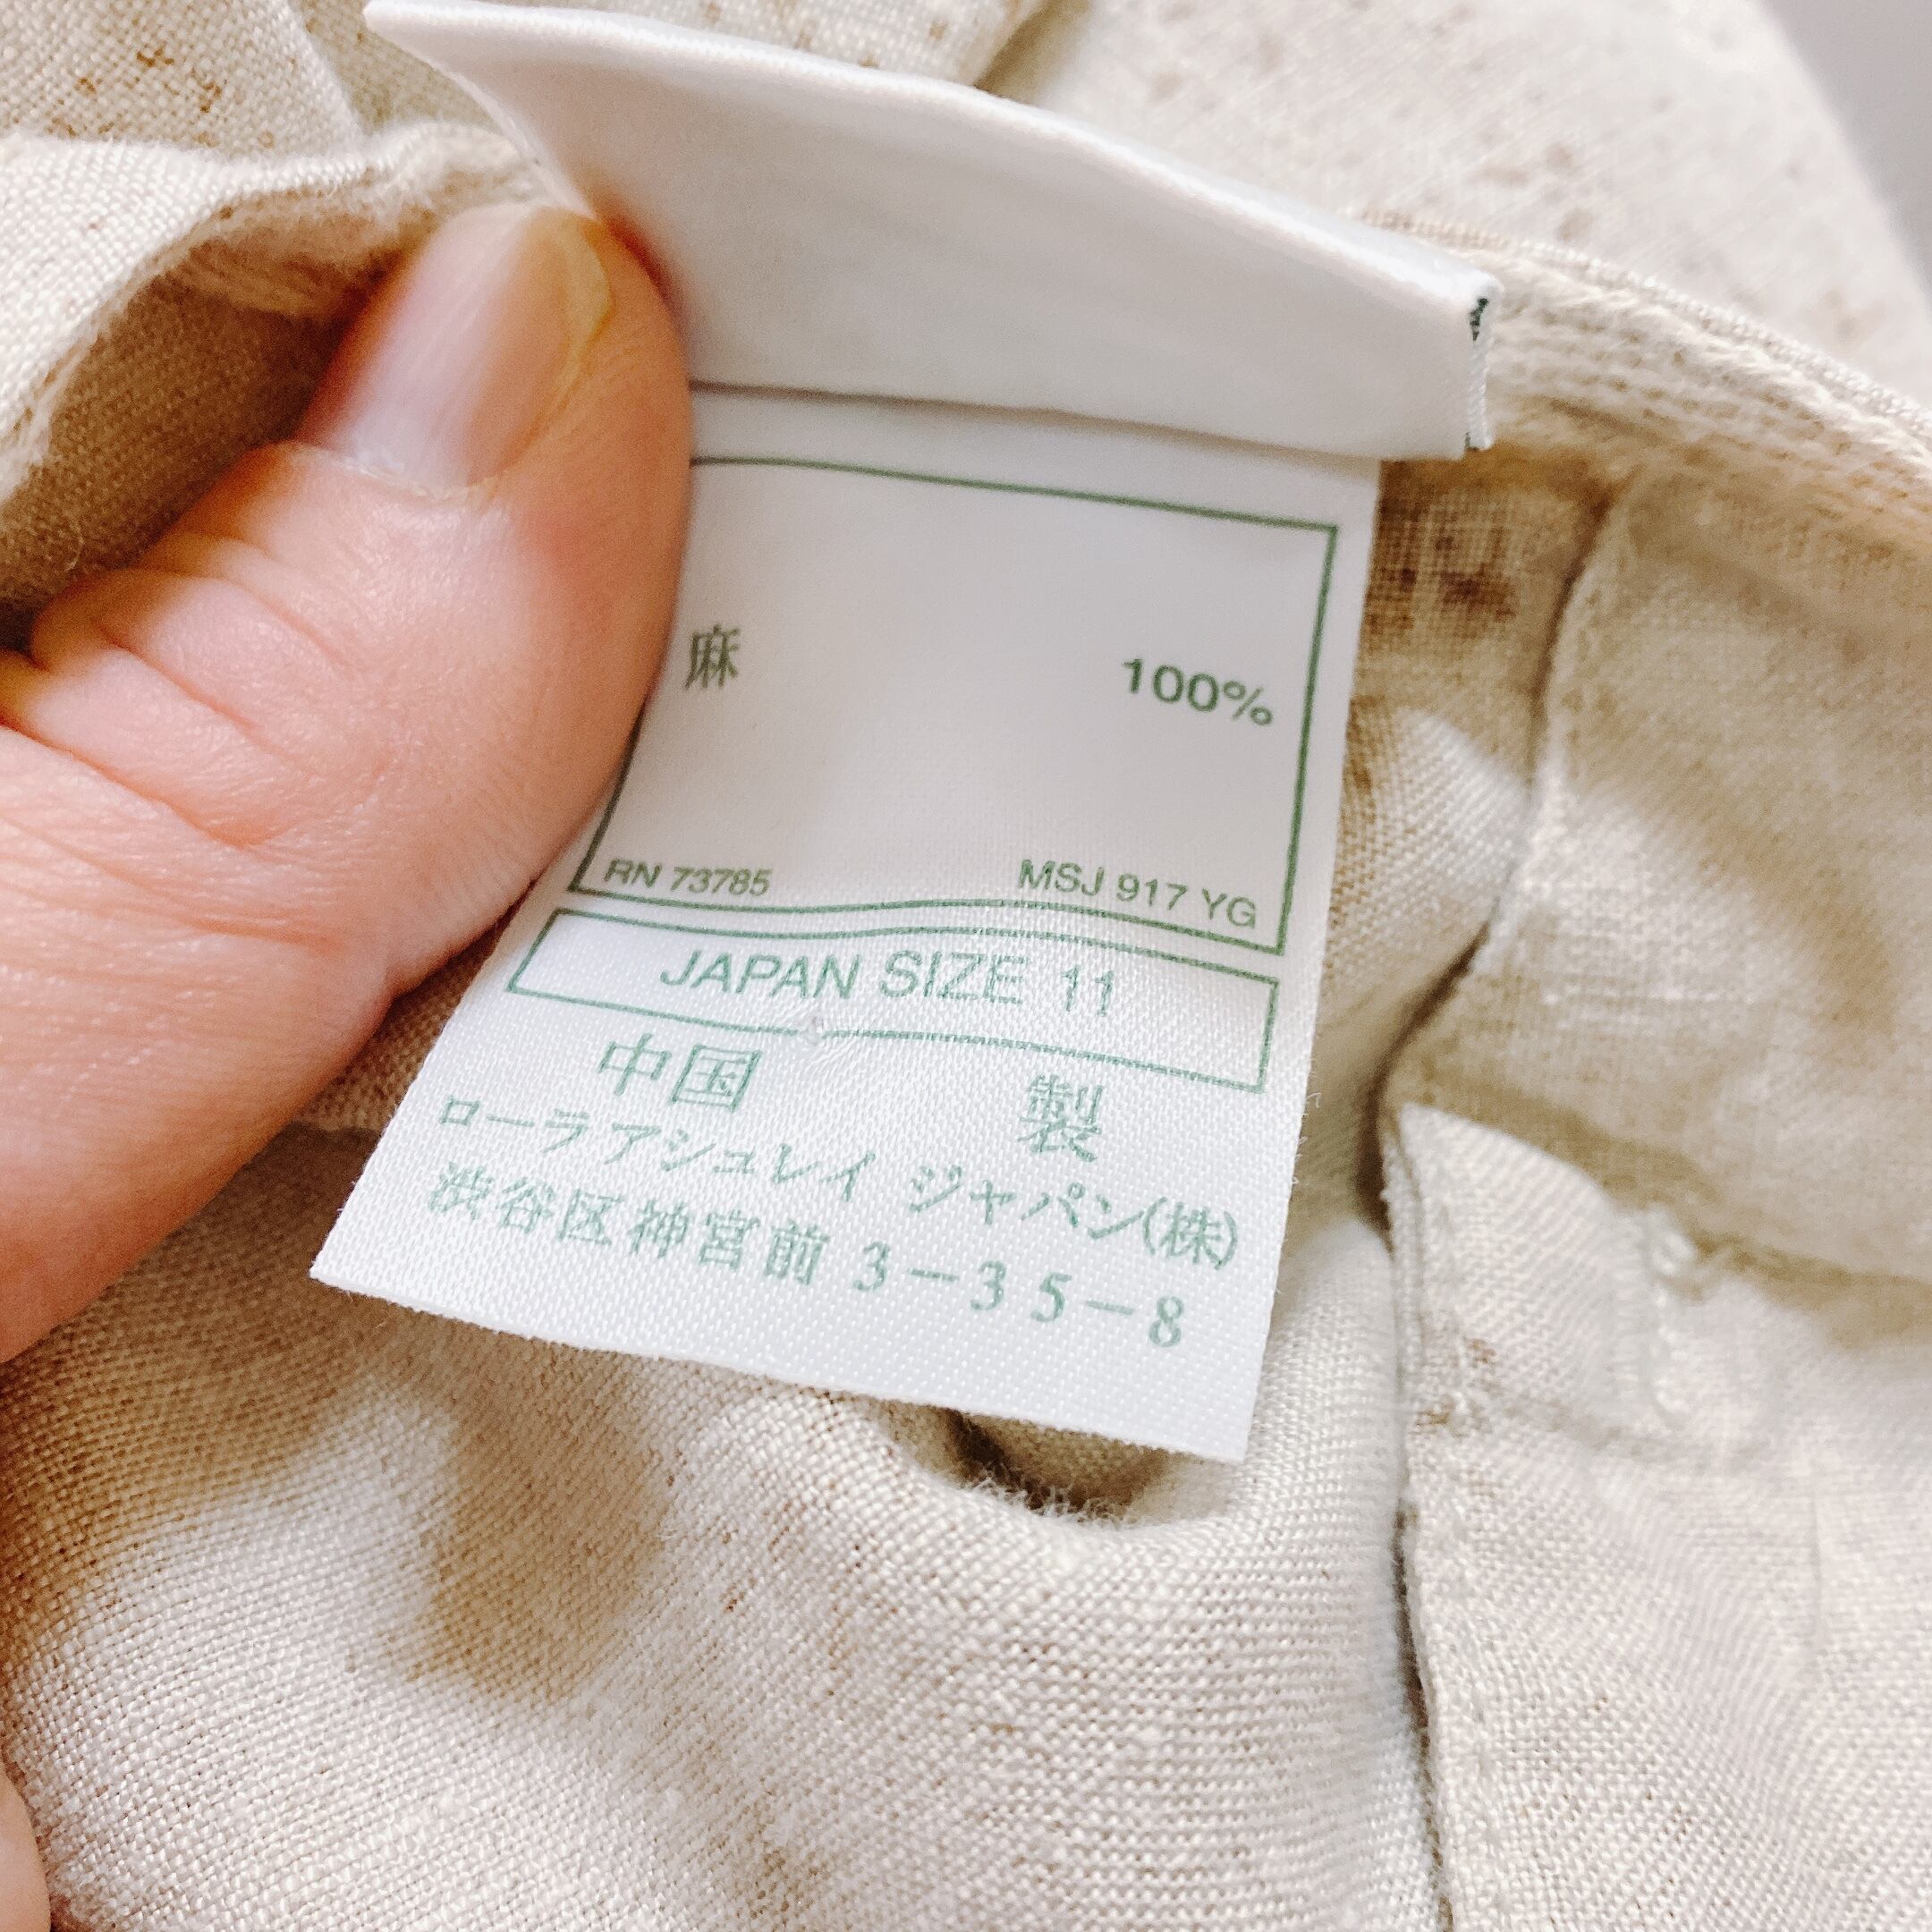 麻 100%
RN 73785 MSJ 917 YG
JAPAN SIZE 11
中国 製
ローラ アシュレイ ジャパン(株)
渋谷区神宮前 3-35-8